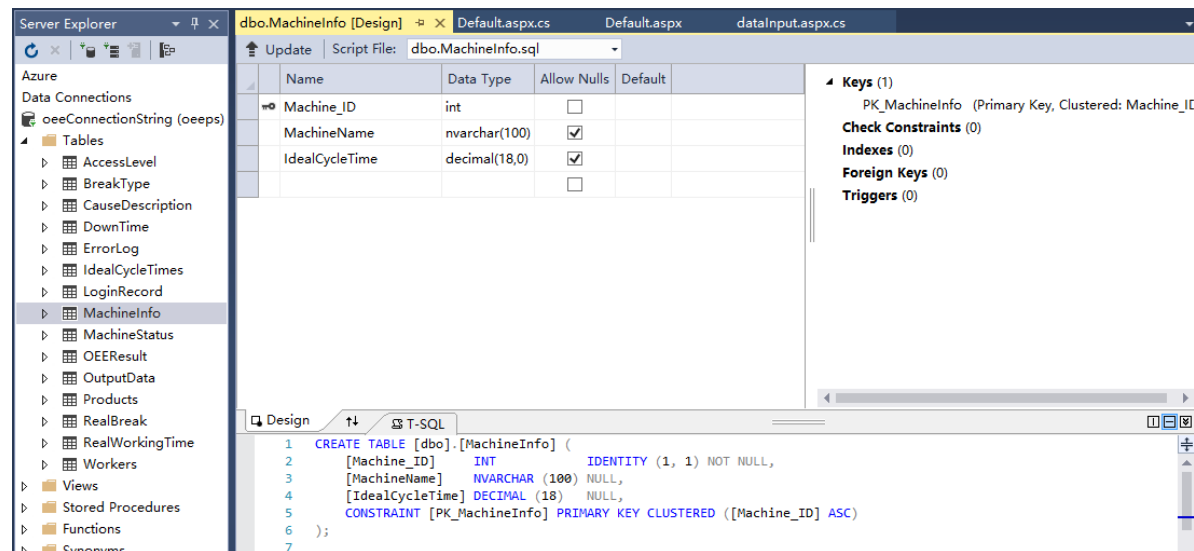 Server Explorer
dbo.MachineInfo [Design]
Default.aspx.cs
Default.aspx
dataInput.aspx.cs
Update
Script File:
dbo.MachineInfo.sql
Azure
Data Connections
oeeConnectionString (oeeps)
Tables
AccessLevel
BreakType
CauseDescription
DownTime
ErrorLog
IdealCycleTimes
LoginRecord
MachineInfo
MachineStatus
OEEResult
OutputData
Products
RealBreak
RealWorkingTime
Workers
Views
Stored Procedures
Functions
Synonyms
Name Data Type Allow Nulls Default
Machine_ID int
MachineName nvarchar(100)
IdealCycleTime decimal(18,0)
Keys (1)
PK_MachineInfo (Primary Key, Clustered: Machine_ID
Check Constraints (0)
Indexes (0)
Foreign Keys (0)
Triggers (0)
Design
T-SQL
1 CREATE TABLE [dbo].[MachineInfo] (
2 [Machine_ID] INT IDENTITY (1, 1) NOT NULL,
3 [MachineName] NVARCHAR (100) NULL,
4 [IdealCycleTime] DECIMAL (18) NULL,
5 CONSTRAINT [PK_MachineInfo] PRIMARY KEY CLUSTERED ([Machine_ID] ASC)
6 );
7